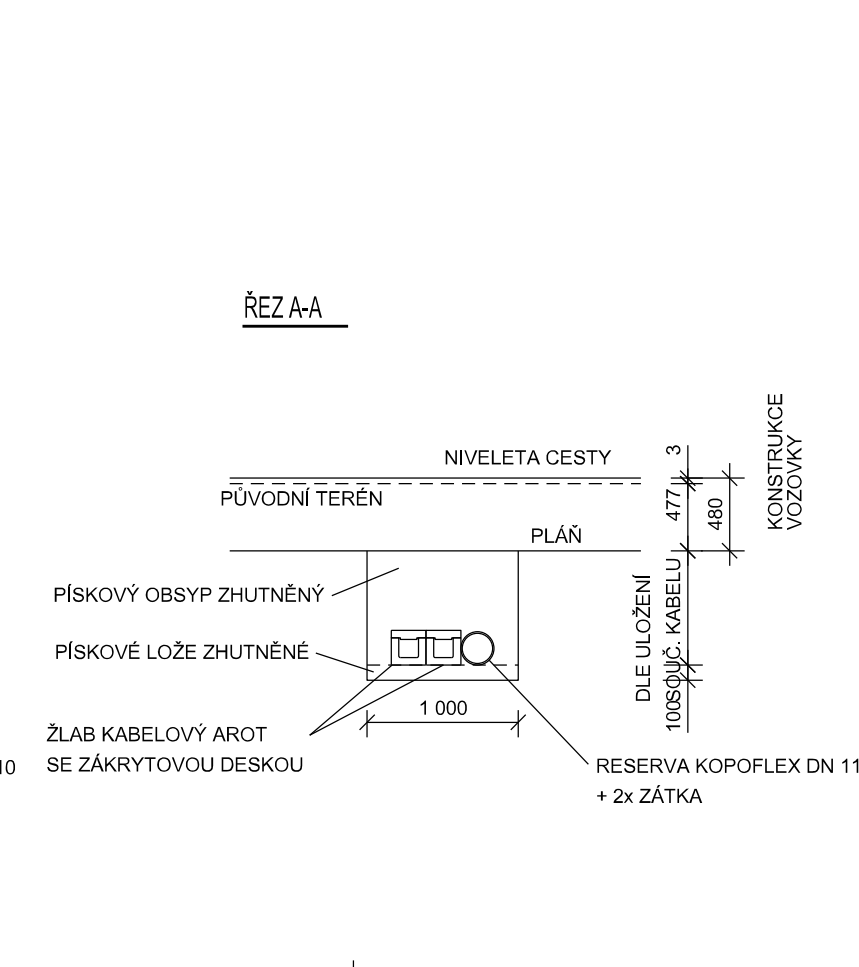 ŘEZ A-A
NIVELETA CESTY
PŮVODNÍ TERÉN
PLÁŇ
3
477
480
KONSTRUKCE
VOZOVKY
PÍSKOVÝ OBSYP ZHUTNĚNÝ
PÍSKOVÉ LOŽE ZHUTNĚNÉ
DLE ULOŽENÍ
SOUČ. KABELU
100
1 000
ŽLAB KABELOVÝ AROT
SE ZÁKRYTOVOU DESKOU
10
RESERVA KOPOFLEX DN 11
+ 2x ZÁTKA